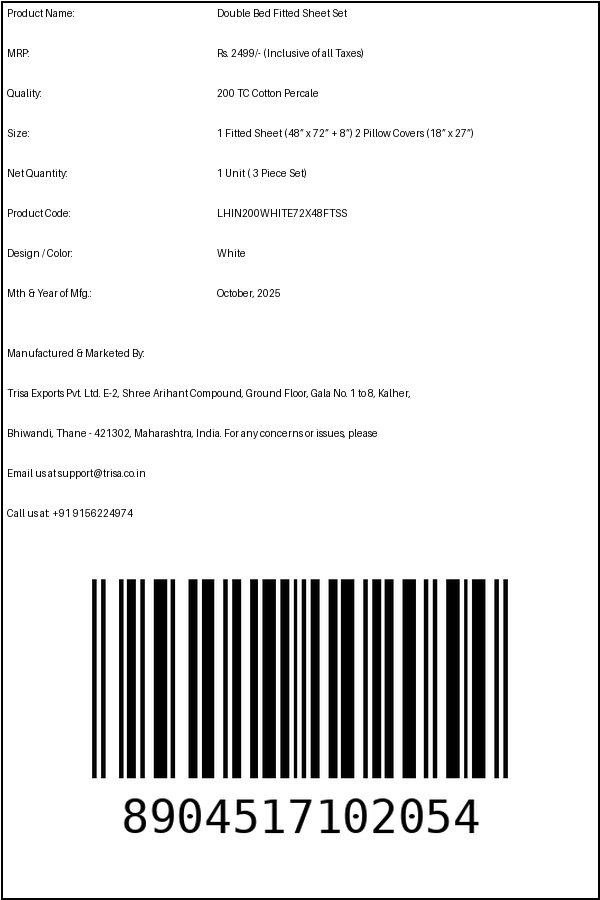 Product Name: Double Bed Fitted Sheet Set
MRP: Rs. 2499/- (Inclusive of all Taxes)
Quality: 200 TC Cotton Percale
Size: 1 Fitted Sheet (48” x 72” + 8”) 2 Pillow Covers (18” x 27”)
Net Quantity: 1 Unit ( 3 Piece Set)
Product Code: LHIN200WHITE72X48FTSS
Design / Color: White
Mth & Year of Mfg.: October, 2025
Manufactured & Marketed By:
Trisa Exports Pvt. Ltd. E-2, Shree Arihant Compound, Ground Floor, Gala No. 1 to 8, Kalher,
Bhiwandi, Thane - 421302, Maharashtra, India. For any concerns or issues, please
Email us at support@trisa.co.in
Call us at: +91 9156224974
8904517102054